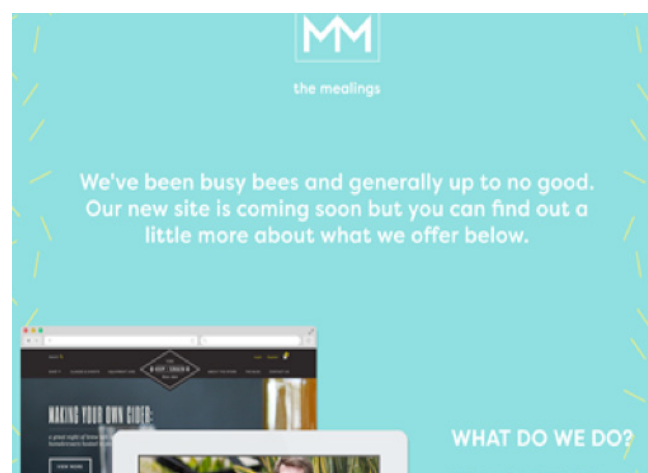 MM
the mealings
We've been busy bees and generally up to no good.
Our new site is coming soon but you can find out a
little more about what we offer below.
MAKING YOUR OWN CIDER:
VIEW MORE
WHAT DO WE DO?